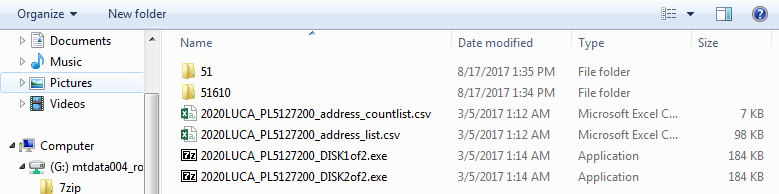 Organize New folder
Documents
Music
Pictures
Videos
Computer
(G:) mtdata004_ro
7zip
Name Date modified Type Size
51 8/17/2017 1:35 PM File folder
51610 8/17/2017 1:34 PM File folder
2020LUCA_PL5127200_address_countlist.csv 3/5/2017 1:12 AM Microsoft Excel C... 7 KB
2020LUCA_PL5127200_address_list.csv 3/5/2017 1:12 AM Microsoft Excel C... 98 KB
2020LUCA_PL5127200_DISK1of2.exe 3/5/2017 1:14 AM Application 184 KB
2020LUCA_PL5127200_DISK2of2.exe 3/5/2017 1:14 AM Application 184 KB